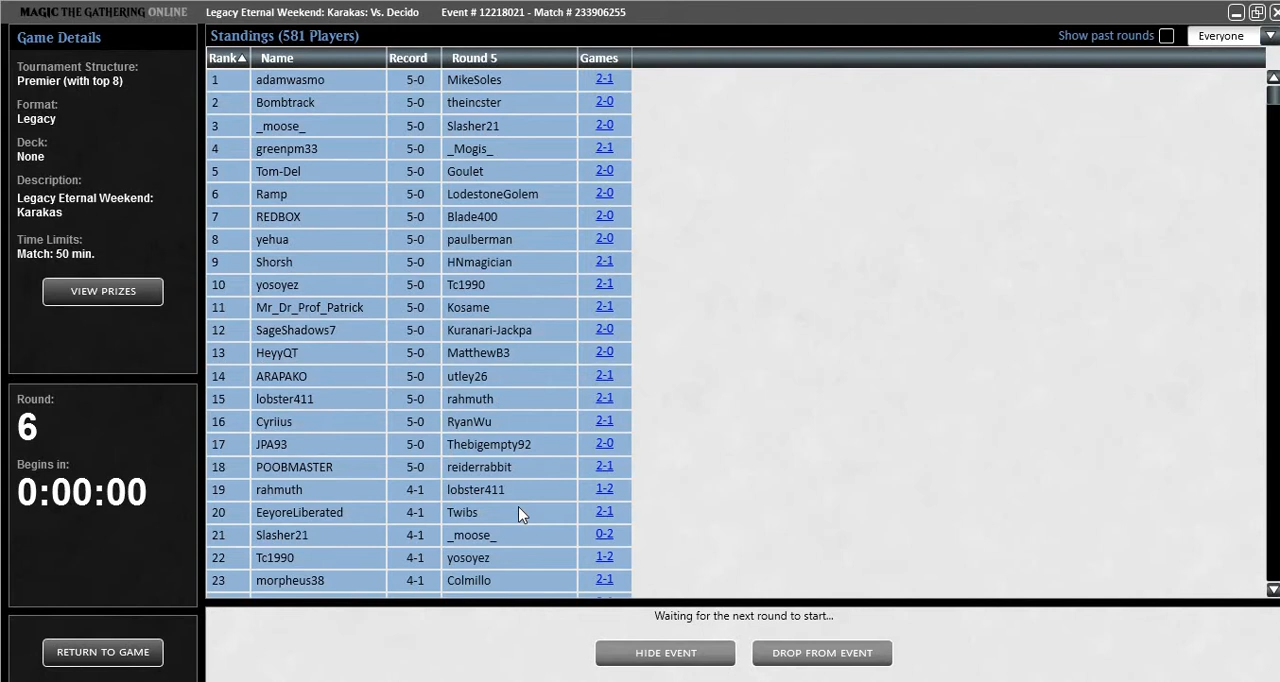 MAGIC THE GATHERING ONLINE Legacy Eternal Weekend: Karakas: Vs. Decido Event # 12218021 - Match # 233906255
Game Details
Tournament Structure:
Premier (with top 8)
Format:
Legacy
Deck:
None
Description:
Legacy Eternal Weekend:
Karakas
Time Limits:
Match: 50 min.
VIEW PRIZES
Round:
6
Begins in:
0:00:00
RETURN TO GAME
Standings (581 Players) Show past rounds Everyone
Rank Name Record Round 5 Games
1 adamwasmo 5-0 MikeSoles 2-1
2 Bombtrack 5-0 theincster 2-0
3 _moose_ 5-0 Slasher21 2-0
4 greenpm33 5-0 _Mogis_ 2-1
5 Tom-Del 5-0 Goulet 2-0
6 Ramp 5-0 LodestoneGolem 2-0
7 REDBOX 5-0 Blade400 2-0
8 yehua 5-0 paulberman 2-0
9 Shorsh 5-0 HNmagician 2-1
10 yosoyez 5-0 Tc1990 2-1
11 Mr_Dr_Prof_Patrick 5-0 Kosame 2-1
12 SageShadows7 5-0 Kuranari-Jackpa 2-0
13 HeyyQT 5-0 MatthewB3 2-0
14 ARAPAKO 5-0 utley26 2-1
15 lobster411 5-0 rahmuth 2-1
16 Cyriius 5-0 RyanWu 2-1
17 JPA93 5-0 Thebigempty92 2-0
18 POOBMASTER 5-0 reiderrabbit 2-1
19 rahmuth 4-1 lobster411 1-2
20 EeyoreLiberated 4-1 Twibs 2-1
21 Slasher21 4-1 _moose_ 0-2
22 Tc1990 4-1 yosoyez 1-2
23 morpheus38 4-1 Colmillo 2-1
Waiting for the next round to start...
HIDE EVENT DROP FROM EVENT